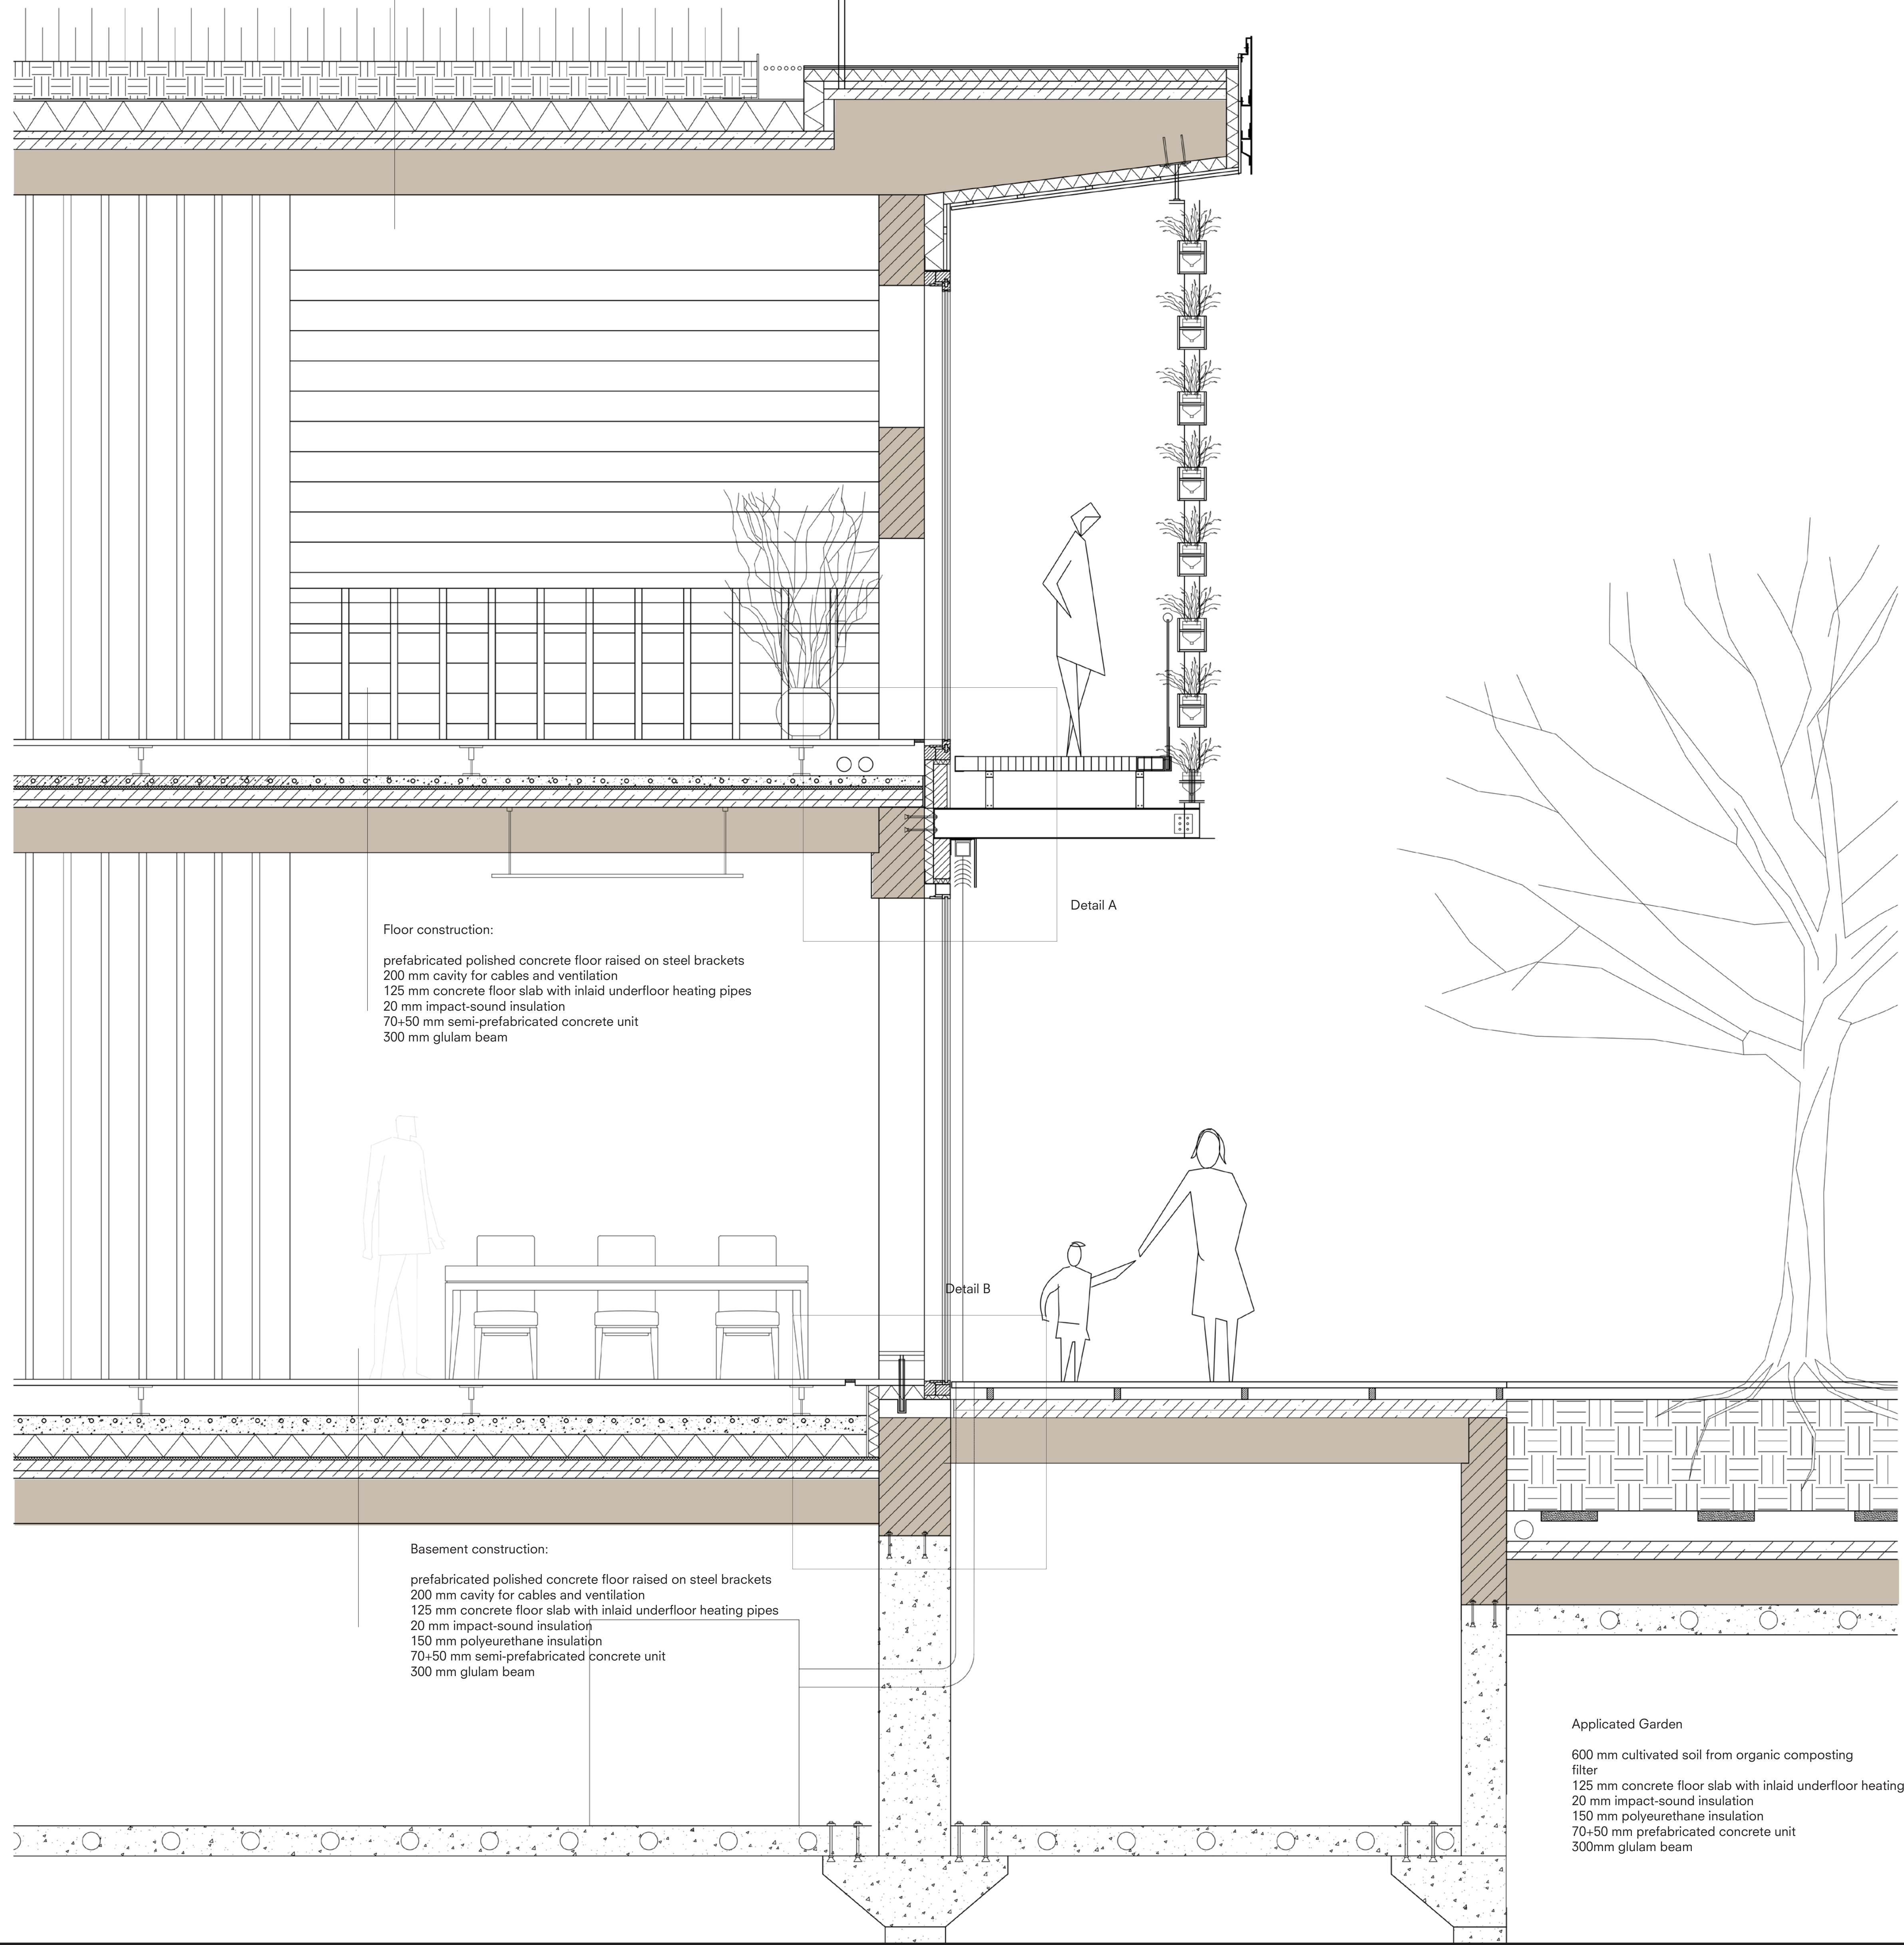 Detail A
Floor construction:
prefabricated polished concrete floor raised on steel brackets
200 mm cavity for cables and ventilation
125 mm concrete floor slab with inlaid underfloor heating pipes
20 mm impact-sound insulation
70+50 mm semi-prefabricated concrete unit
300 mm glulam beam
Detail B
Basement construction:
prefabricated polished concrete floor raised on steel brackets
200 mm cavity for cables and ventilation
125 mm concrete floor slab with inlaid underfloor heating pipes
20 mm impact-sound insulation
150 mm polyeurethane insulation
70+50 mm semi-prefabricated concrete unit
300 mm glulam beam
Applicated Garden
600 mm cultivated soil from organic composting
filter
125 mm concrete floor slab with inlaid underfloor heating
20 mm impact-sound insulation
150 mm polyeurethane insulation
70+50 mm prefabricated concrete unit
300mm glulam beam